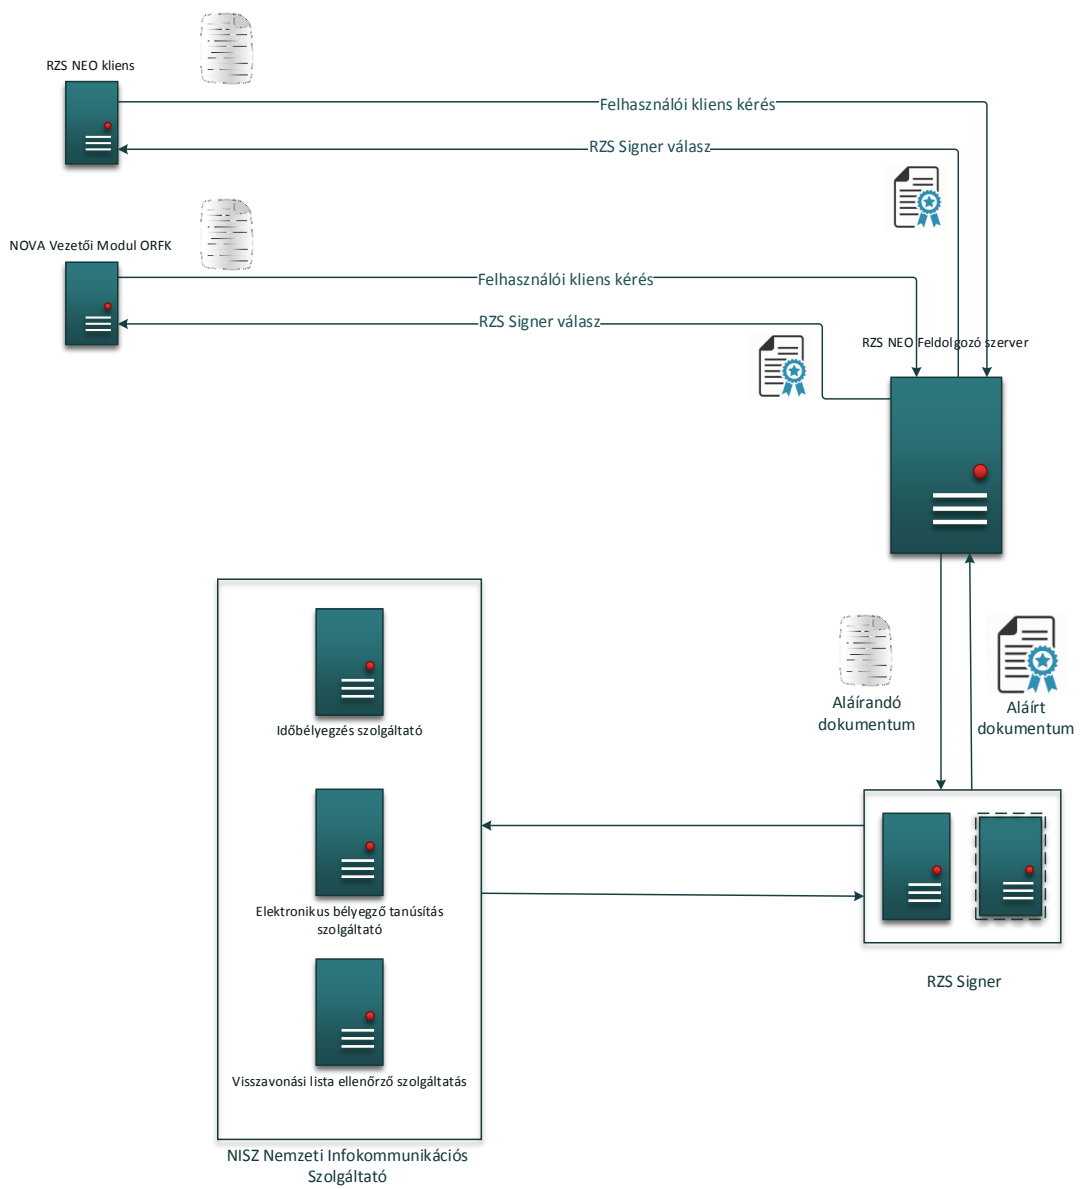 RZS NEO kliens
Felhasználói kliens kérés
RZS Signer válasz
NOVA Vezetői Modul ORFK
Felhasználói kliens kérés
RZS Signer válasz
RZS NEO Feldolgozó szerver
Aláírandó
dokumentum
Aláírt
dokumentum
Időbélyegzés szolgáltató
Elektronikus bélyegző tanúsítás
szolgáltató
RZS Signer
Visszavonási lista ellenőrző szolgáltatás
NISZ Nemzeti Infokommunikációs
Szolgáltató